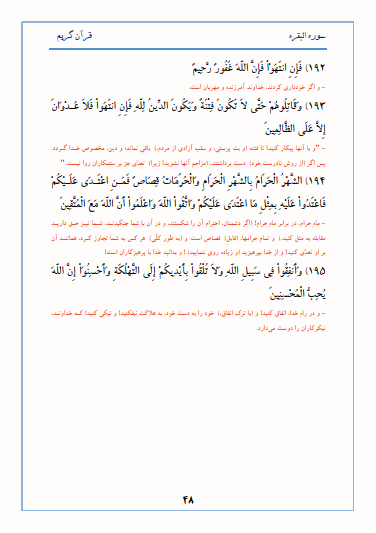 سوره البقره
قرآن کریم
(۱۹۲) فَإِنِ انتَهَوْاْ فَإِنَّ اللّهَ غَفُورٌ رَّحِيمٌ
- و اگر خودداری کردند، خداوند آمرزنده و مهربان است.
(۱۹۳) وَقَاتِلُوهُمْ حَتَّى لاَ تَكُونَ فِتْنَةٌ وَيَكُونَ الدِّينُ لِلّهِ فَإِنِ انتَهَواْ فَلاَ عُدْوَانَ
إِلاَّ عَلَى الظَّالِمِينَ
- "و با آنها پیکار کنید! تا فتنه (و بت پرستی، و سلب آزادی از مردم،) باقی نماند؛ و دین، مخصوص خدا گردد.
پس اگر (از روش نادرست خود) دست برداشتند، (مزاحم آنها نشوید! زیرا) تعدی جز بر ستمکاران روا نیست. "
(۱۹۴) الشَّهْرُ الْحَرَامُ بِالشَّهْرِ الْحَرَامِ وَالْحُرُمَاتُ قِصَاصٌ فَمَنِ اعْتَدَى عَلَيْكُمْ
فَاعْتَدُواْ عَلَيْهِ بِمِثْلِ مَا اعْتَدَى عَلَيْكُمْ وَاتَّقُواْ اللّهَ وَاعْلَمُواْ أَنَّ اللّهَ مَعَ الْمُتَّقِينَ
- ماه حرام، در برابر ماه حرام! (اگر دشمنان، احترام آن را شکستند، و در آن با شما جنگیدند، شما نیز حق دارید
مقابله به مثل کنید.) و تمام حرامها، (قابل) قصاص است. و (به طور کلی) هر کس به شما تجاوز کرد، همانند آن
بر او تعدی کنید! و از خدا بپرهیزید (و زیاده روی ننمایید) ! و بدانید خدا با پرهیزکاران است!
(۱۹۵) وَأَنفِقُواْ فِي سَبِيلِ اللّهِ وَلاَ تُلْقُواْ بِأَيْدِيكُمْ إِلَى التَّهْلُكَةِ وَأَحْسِنُوَاْ إِنَّ اللّهَ
يُحِبُّ الْمُحْسِنِينَ
- و در راه خدا، انفاق کنید! و (با ترک انفاق،) خود را به دست خود، به هلاکت نیفکنید! و نیکی کنید! که خداوند،
نیکوکاران را دوست می‌دارد.
۴۸